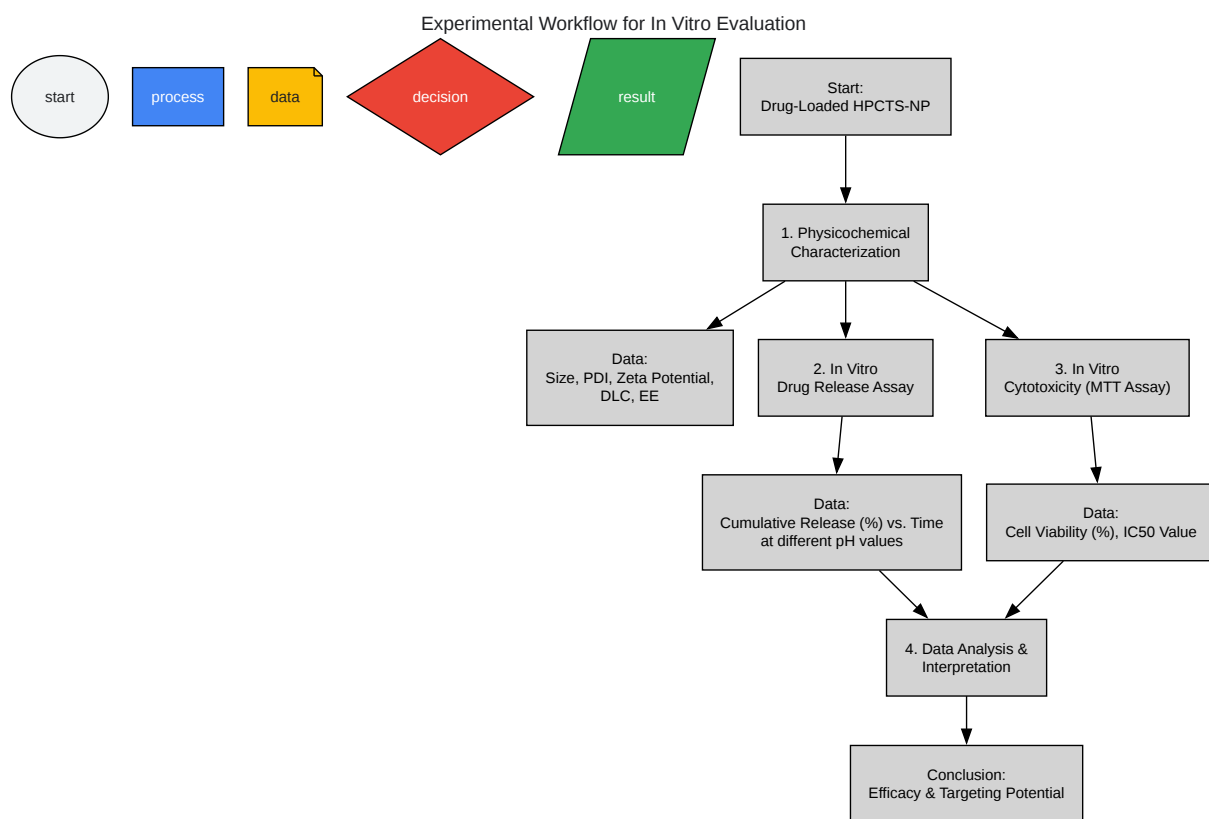 Experimental Workflow for In Vitro Evaluation
start
process
data
decision
result
Start:
Drug-Loaded HPCTS-NP
1. Physicochemical
Characterization
Data:
Size, PDI, Zeta Potential,
DLC, EE
2. In Vitro
Drug Release Assay
3. In Vitro
Cytotoxicity (MTT Assay)
Data:
Cumulative Release (%) vs. Time
at different pH values
Data:
Cell Viability (%), IC50 Value
4. Data Analysis &
Interpretation
Conclusion:
Efficacy & Targeting Potential